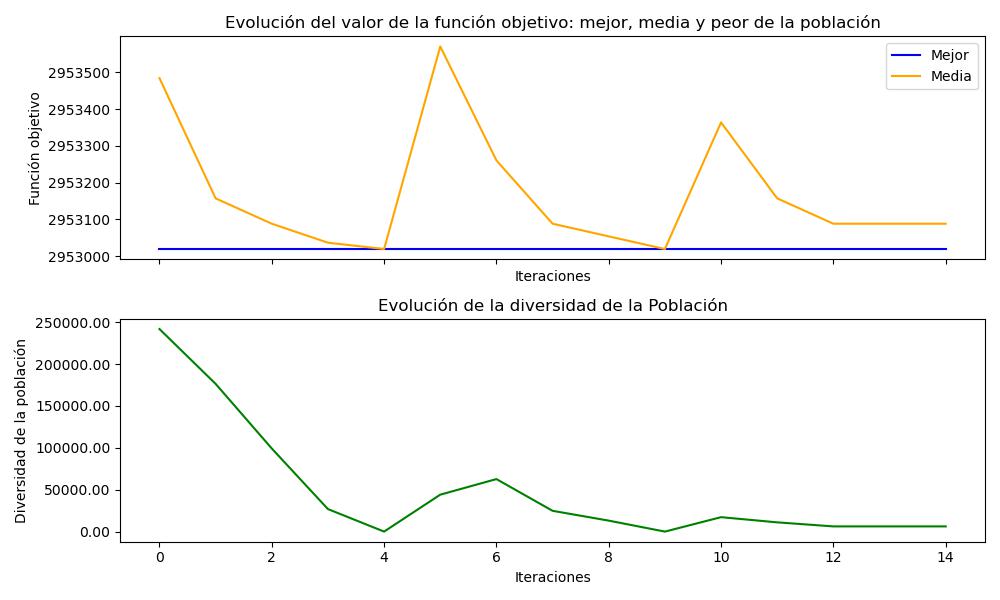 Evolución del valor de la función objetivo: mejor, media y peor de la población
Función objetivo
2953500
2953400
2953300
2953200
2953100
2953000
Mejor
Media
Iteraciones
Evolución de la diversidad de la Población
Diversidad de la población
250000.00
200000.00
150000.00
100000.00
50000.00
0.00
0 2 4 6 8 10 12 14
Iteraciones